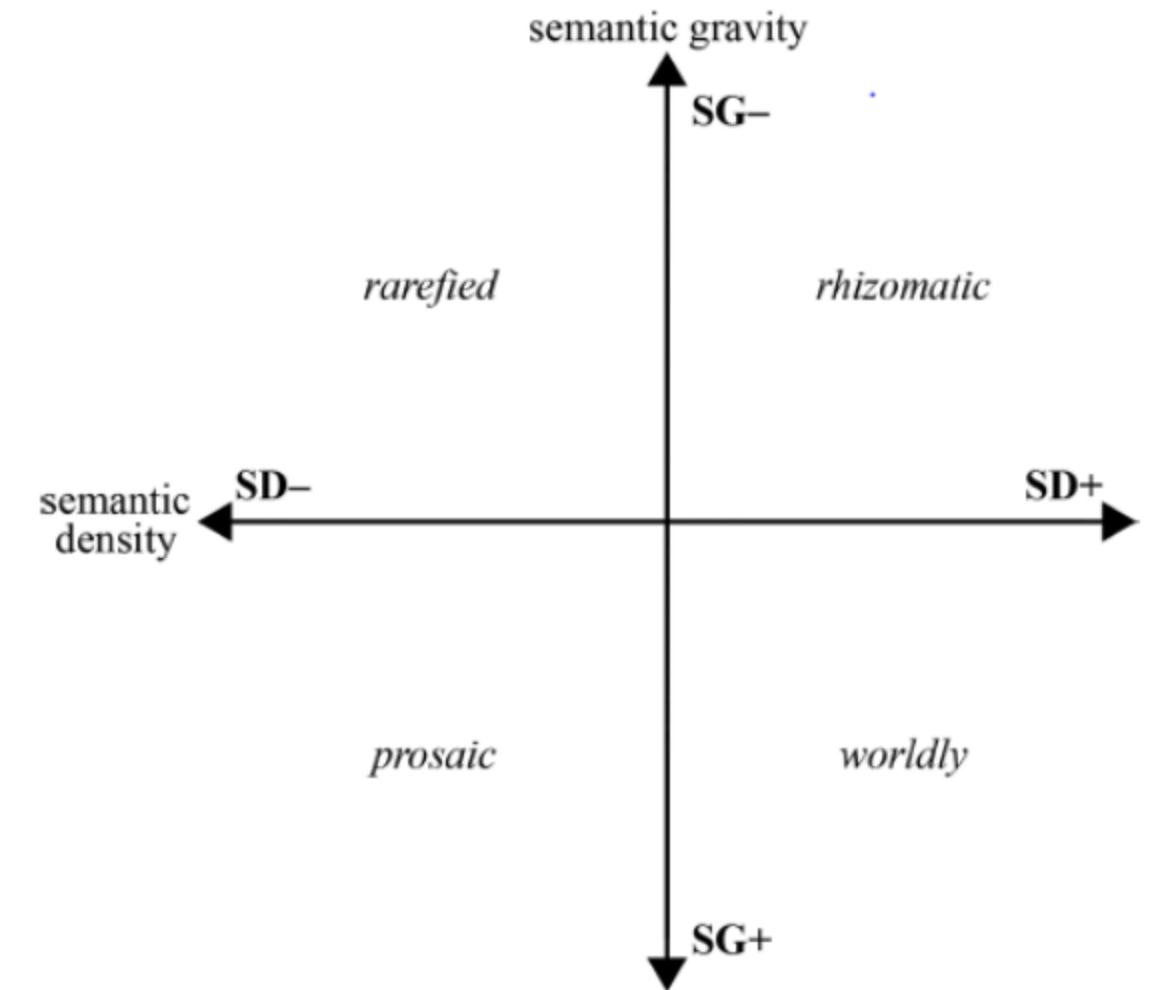 semantic gravity
SG–
rarefied
rhizomatic
SD–
SD+
semantic
density
prosaic
worldly
SG+